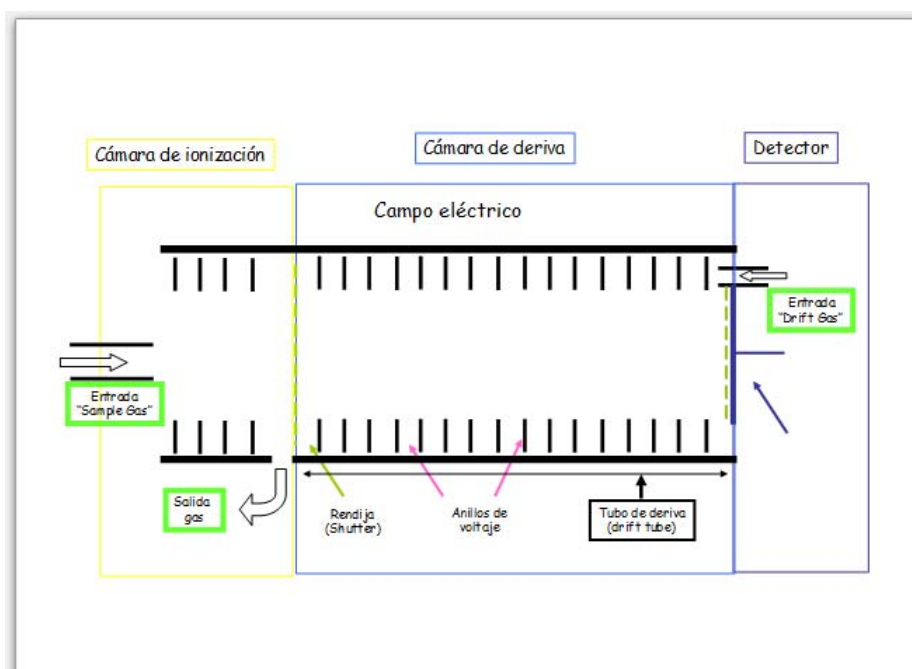 Cámara de ionización
Cámara de deriva
Detector
Campo eléctrico
Entrada
"Drift Gas"
Entrada
"Sample Gas"
Salida
gas
Rendija
(Shutter)
Anillos de
voltaje
Tubo de deriva
(drift tube)